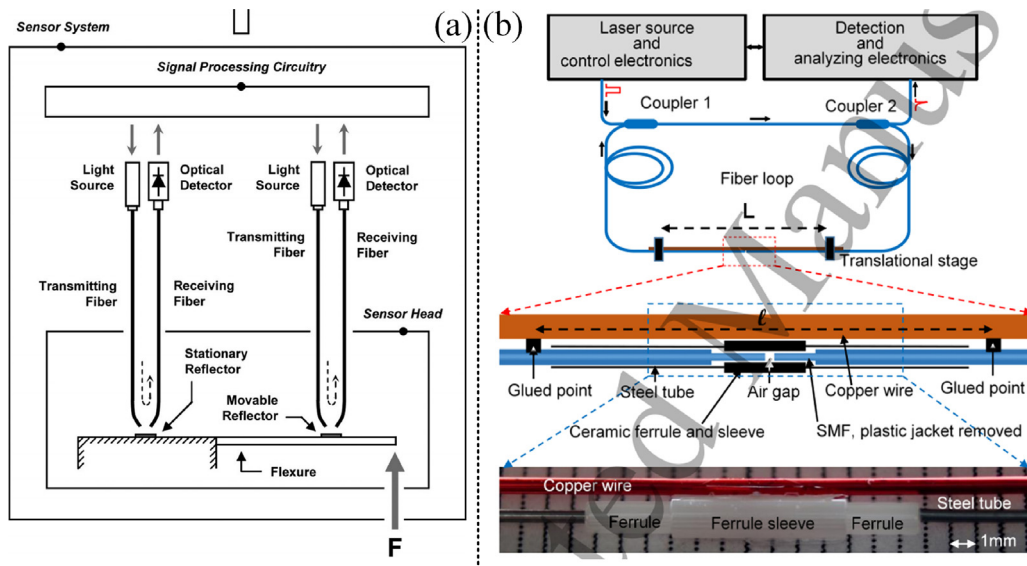 (a)
Sensor System
Signal Processing Circuitry
Light
Source
Optical
Detector
Light
Source
Optical
Detector
Transmitting
Fiber
Receiving
Fiber
Transmitting
Fiber
Receiving
Fiber
Sensor Head
Stationary
Reflector
Movable
Reflector
Flexure
F
(b)
Laser source
and
control electronics
Detection
and
analyzing electronics
Coupler 1
Coupler 2
Fiber loop
L
Translational stage
ℓ
Glued point
Steel tube
Air gap
Copper wire
Glued point
Ceramic ferrule and sleeve
SMF, plastic jacket removed
Copper wire
Steel tube
Ferrule
Ferrule sleeve
Ferrule
1mm
ed Manus